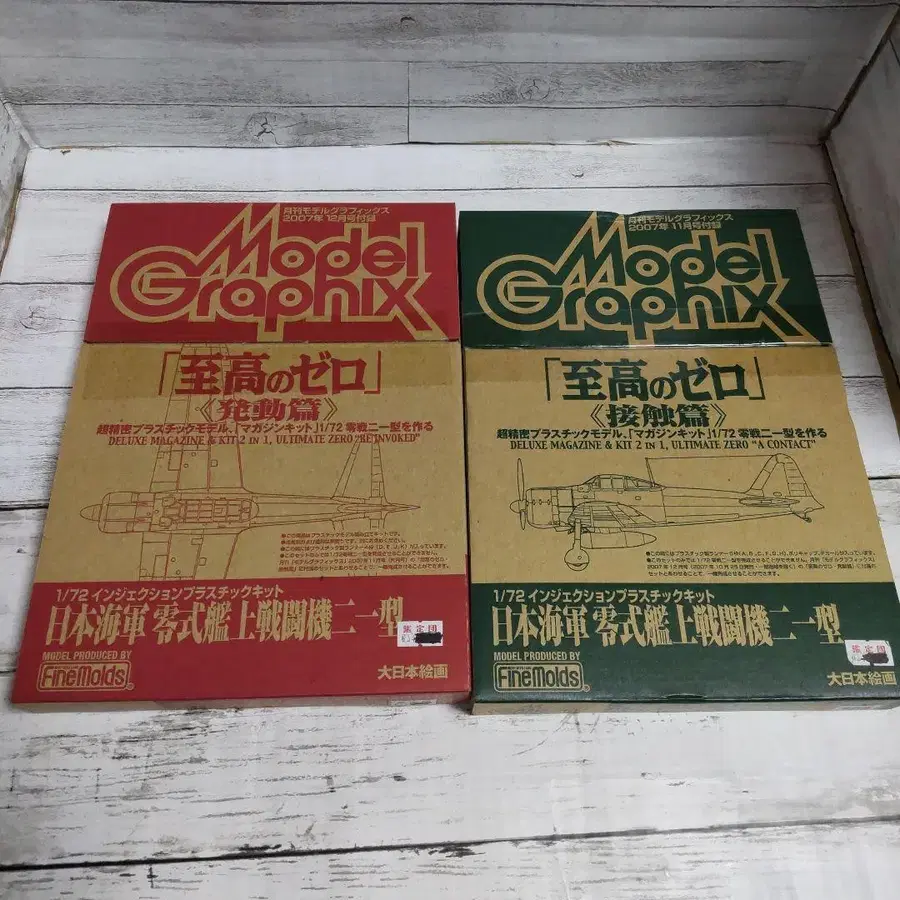 月刊モデルグラフィックス
2007年 12月号付録
Model
Graphix
「至高のゼロ」
《発動篇》
超精密プラスチックモデル、「マガジンキット」1/72 零戦二一型を作る
DELUXE MAGAZINE & KIT 2 IN 1, ULTIMATE ZERO "BE INVOKED"
1/72 インジェクションプラスチックキット
日本海軍 零式艦上戦闘機二一型
MODEL PRODUCED BY
FineMolds
大日本絵画
鑑定団
月刊モデルグラフィックス
2007年 11月号付録
Model
Graphix
「至高のゼロ」
《接触篇》
超精密プラスチックモデル、「マガジンキット」1/72 零戦二一型を作る
DELUXE MAGAZINE & KIT 2 IN 1, ULTIMATE ZERO "A CONTACT"
1/72 インジェクションプラスチックキット
日本海軍 零式艦上戦闘機二一型
MODEL PRODUCED BY
FineMolds
大日本絵画
鑑定団